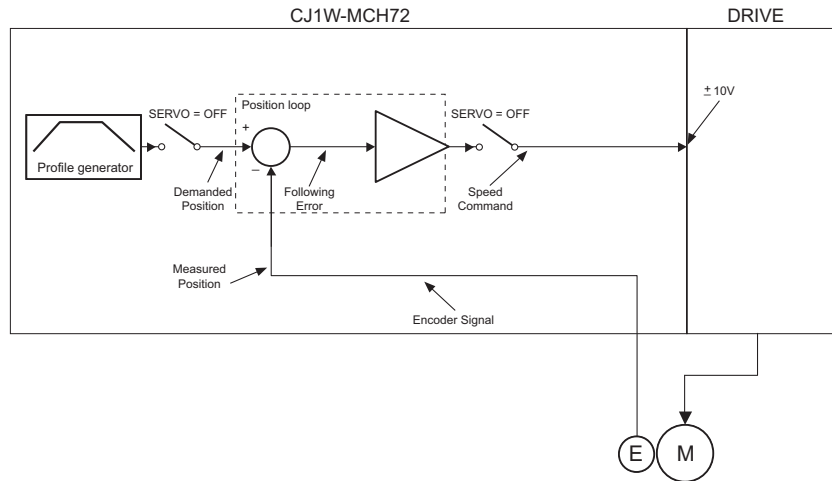 CJ1W-MCH72
DRIVE
± 10V
Position loop
SERVO = OFF
SERVO = OFF
+
−
Profile generator
Demanded
Position
Following
Error
Speed
Command
Measured
Position
Encoder Signal
E
M